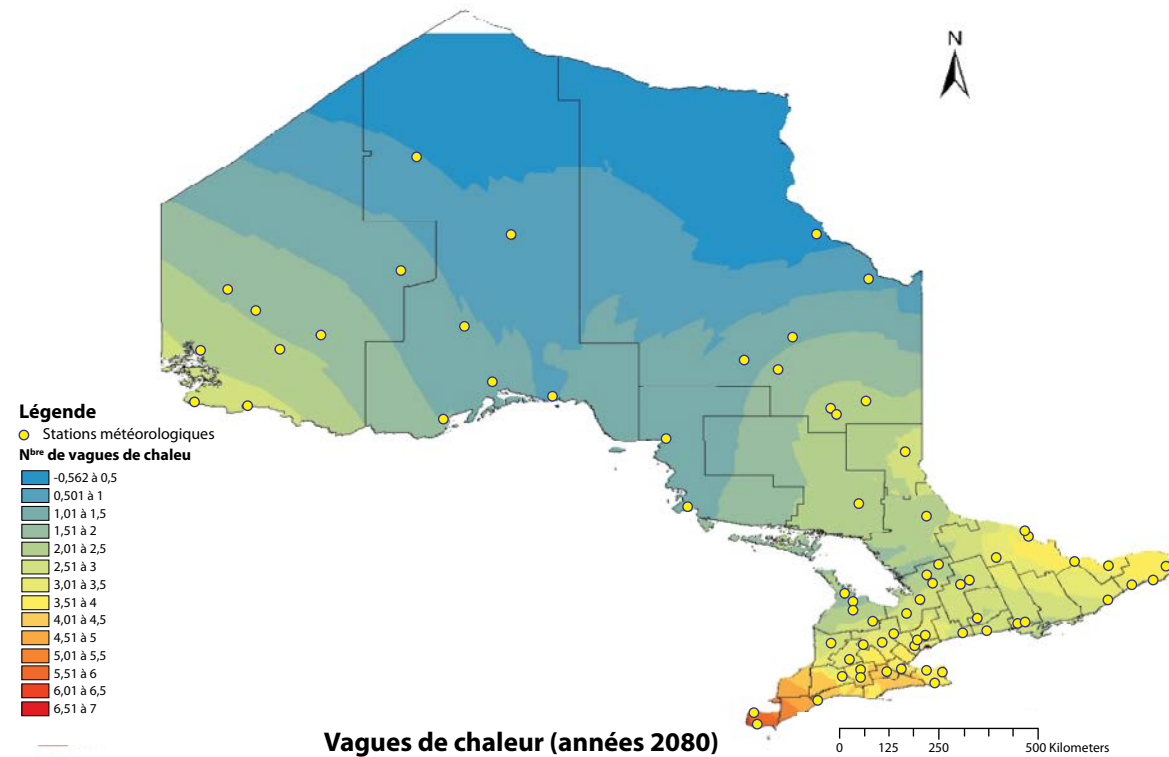 N
Légende
Stations météorologiques
Nbre de vagues de chaleu
-0,562 à 0,5
0,501 à 1
1,01 à 1,5
1,51 à 2
2,01 à 2,5
2,51 à 3
3,01 à 3,5
3,51 à 4
4,01 à 4,5
4,51 à 5
5,01 à 5,5
5,51 à 6
6,01 à 6,5
6,51 à 7
Vagues de chaleur (années 2080)
0 125 250 500 Kilometers